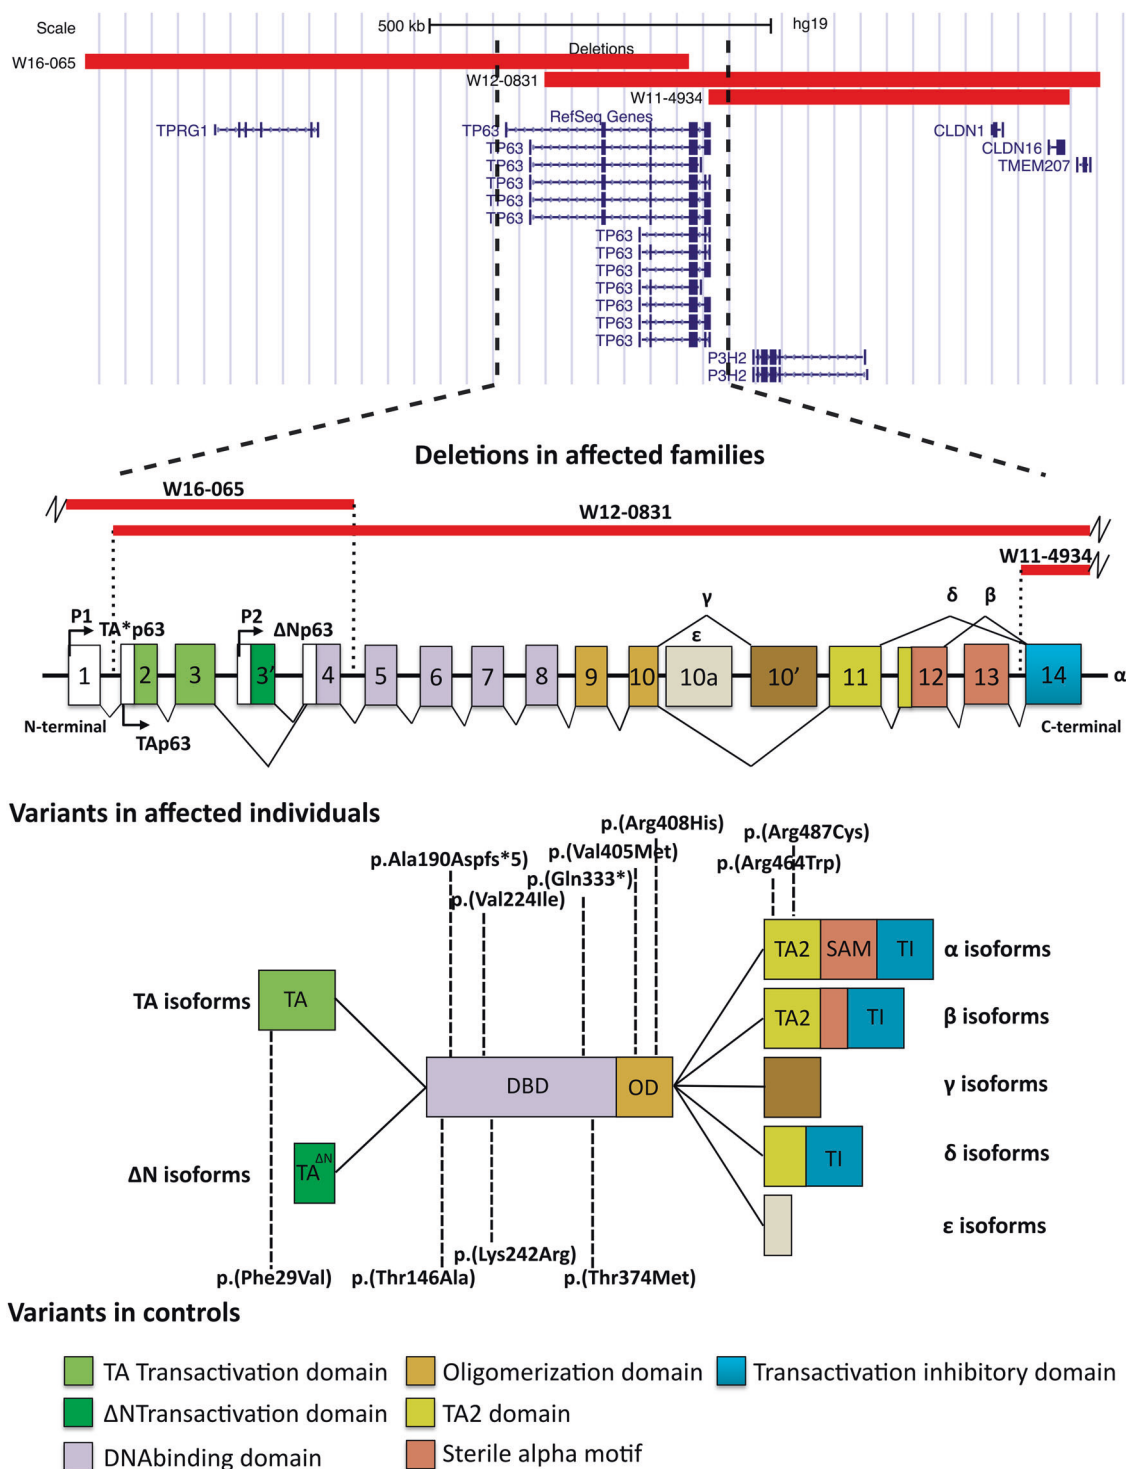 Scale 500 kb hg19
Deletions
W16-065
W12-0831
W11-4934
RefSeq Genes
TPRG1 TP63 CLDN1
TP63 CLDN16
TP63 TMEM207
TP63
TP63
TP63
TP63
TP63
TP63
TP63
TP63
TP63
TP63
P3H2
P3H2
Deletions in affected families
W16-065
W12-0831
W11-4934
γ δ β
P1 TA*p63 P2 ΔNp63 ε
1 2 3 3' 4 5 6 7 8 9 10 10a 10' 11 12 13 14 α
N-terminal TAp63 C-terminal
Variants in affected individuals
p.(Arg408His) p.(Arg487Cys)
p.Ala190Aspfs*5) p.(Val405Met) p.(Arg464Trp)
p.(Gln333*)
p.(Val224Ile)
TA2 SAM TI α isoforms
TA isoforms TA
TA2 TI β isoforms
DBD OD γ isoforms
ΔN isoforms TA ΔN
TI δ isoforms
ε isoforms
p.(Lys242Arg)
p.(Phe29Val) p.(Thr146Ala) p.(Thr374Met)
Variants in controls
TA Transactivation domain Oligomerization domain Transactivation inhibitory domain
ΔNTransactivation domain TA2 domain
DNAbinding domain Sterile alpha motif